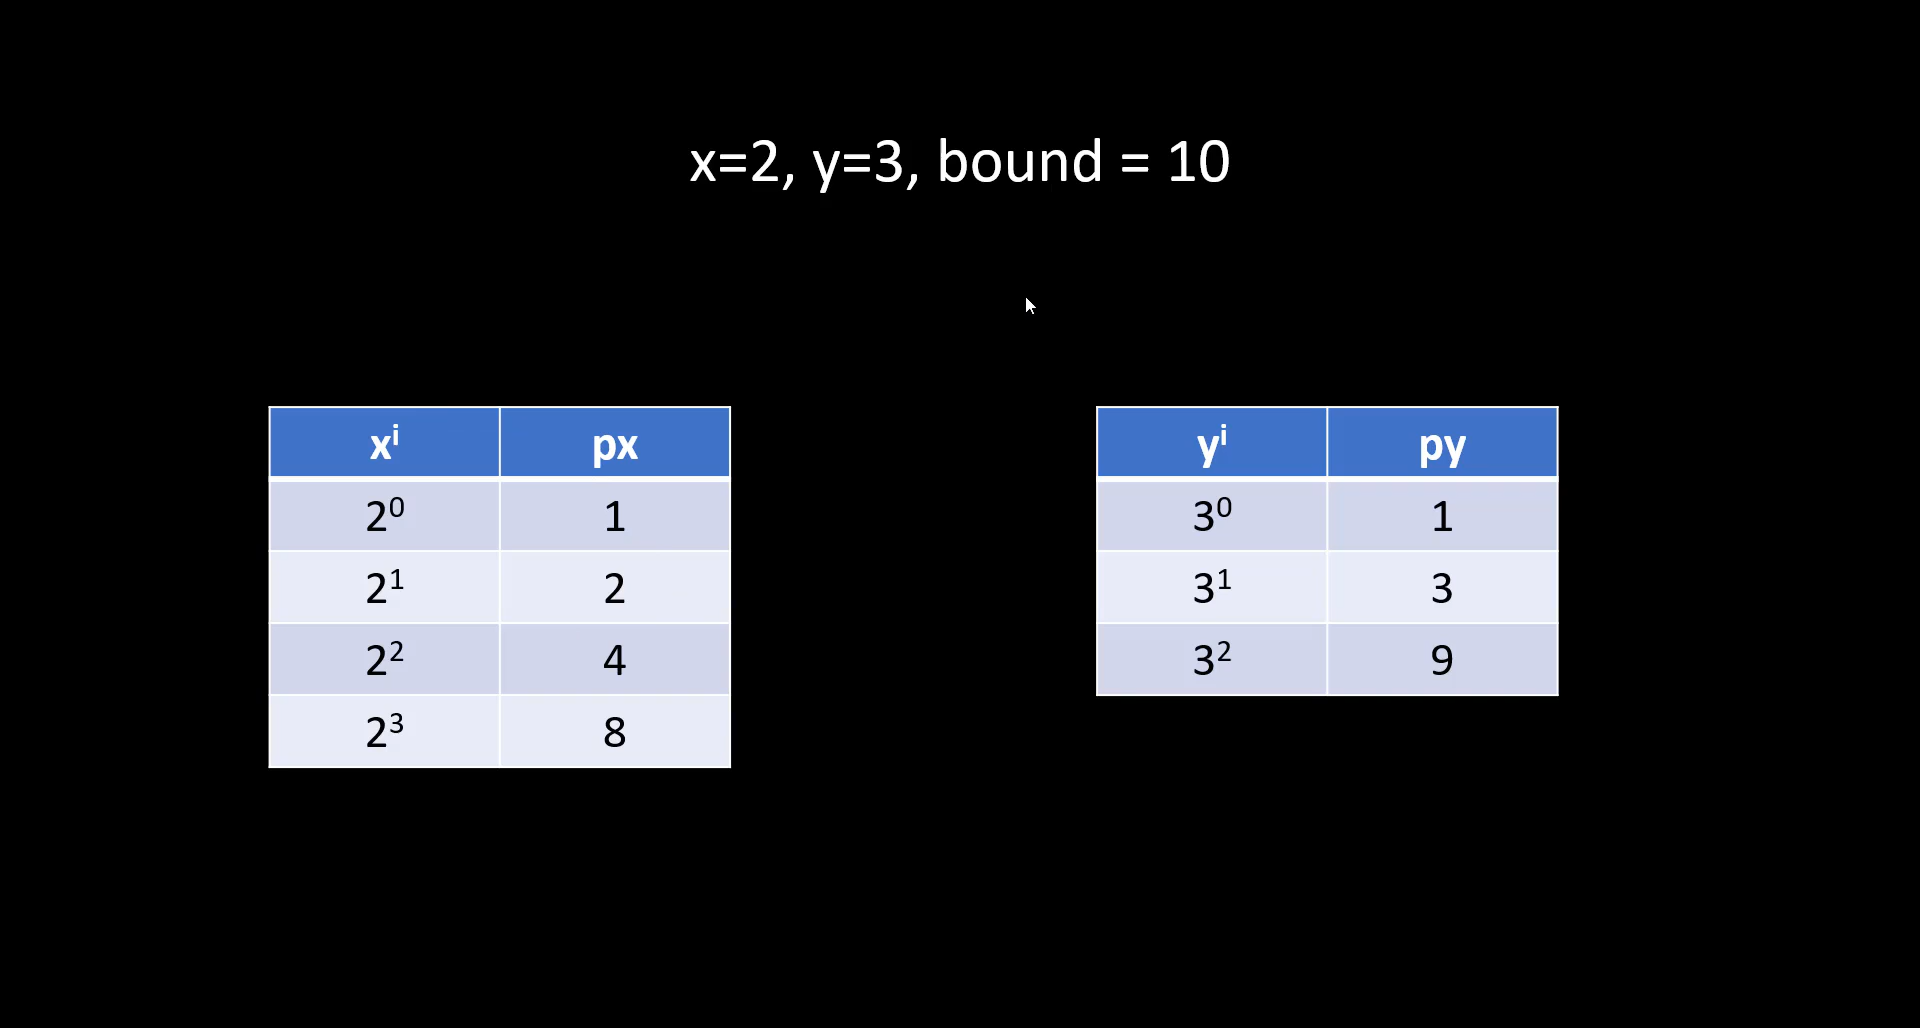 x=2, y=3, bound = 10
xⁱ px
2⁰ 1
2¹ 2
2² 4
2³ 8
yⁱ py
3⁰ 1
3¹ 3
3² 9